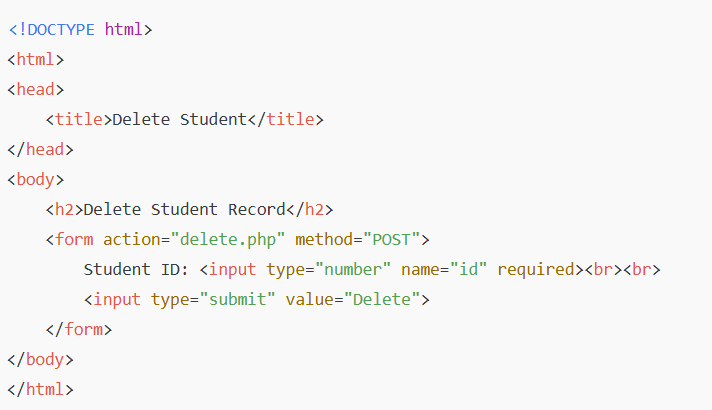 <!DOCTYPE html>
<html>
<head>
    <title>Delete Student</title>
</head>
<body>
    <h2>Delete Student Record</h2>
    <form action="delete.php" method="POST">
        Student ID: <input type="number" name="id" required><br><br>
        <input type="submit" value="Delete">
    </form>
</body>
</html>